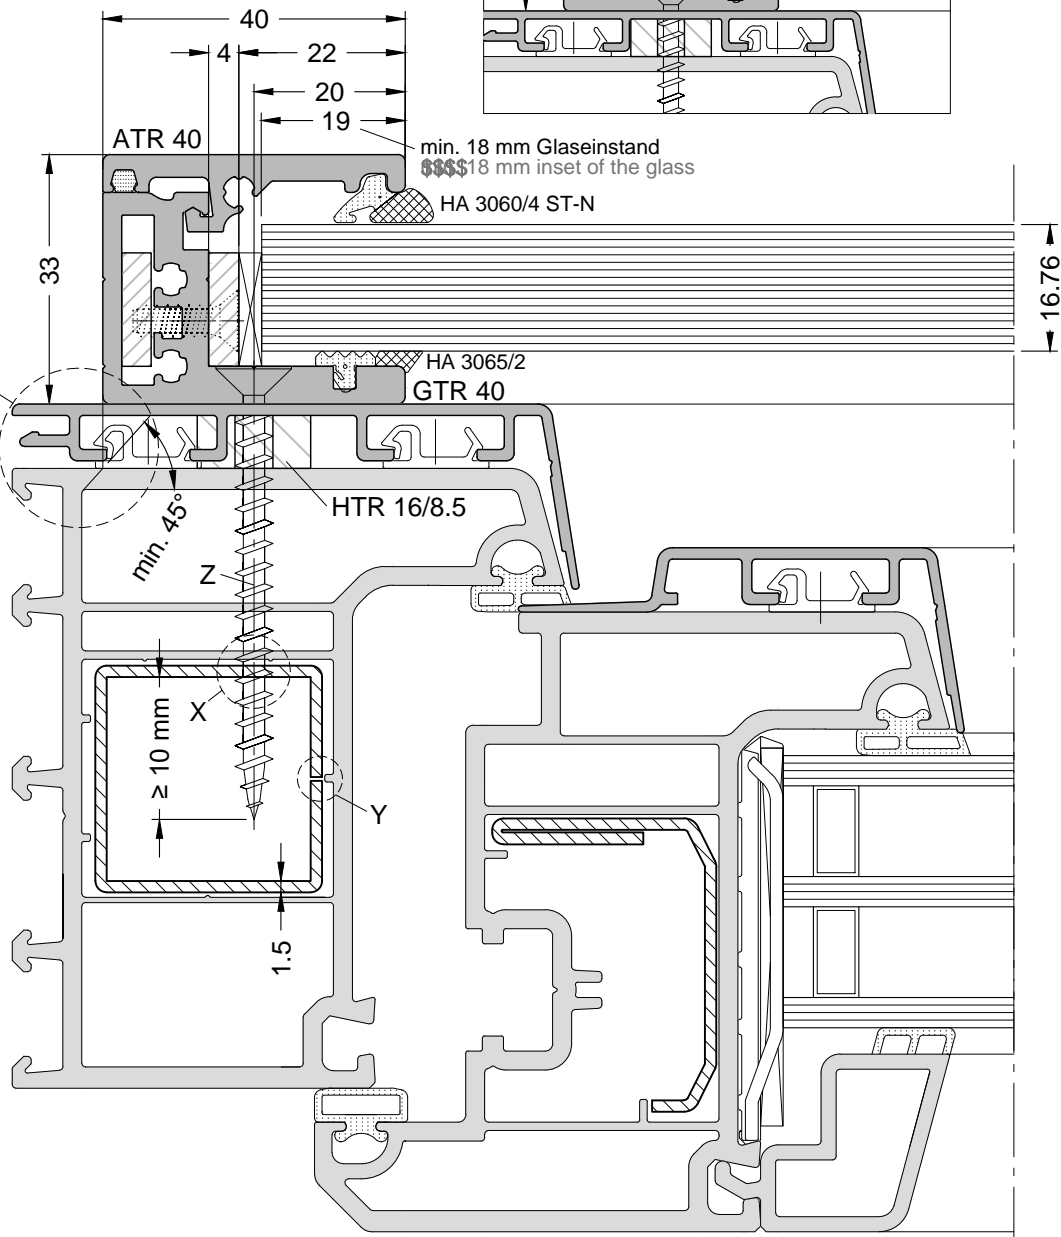 40
4
22
20
19
ATR 40
min. 18 mm Glaseinstand
18 mm inset of the glass
HA 3060/4 ST-N
33
16.76
HA 3065/2
GTR 40
HTR 16/8.5
min. 45°
Z
X
≥ 10 mm
Y
1.5